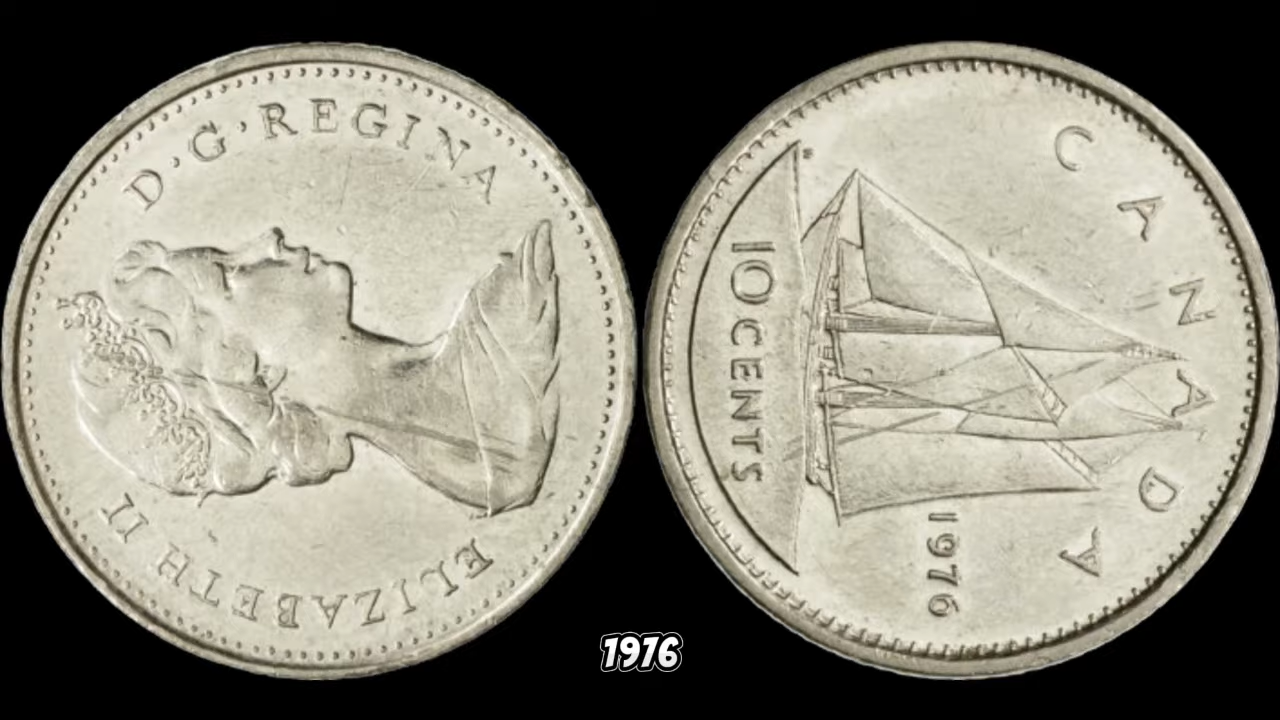 ELIZABETH II
D·G·REGINA
CANADA
1976
10 CENTS
1976